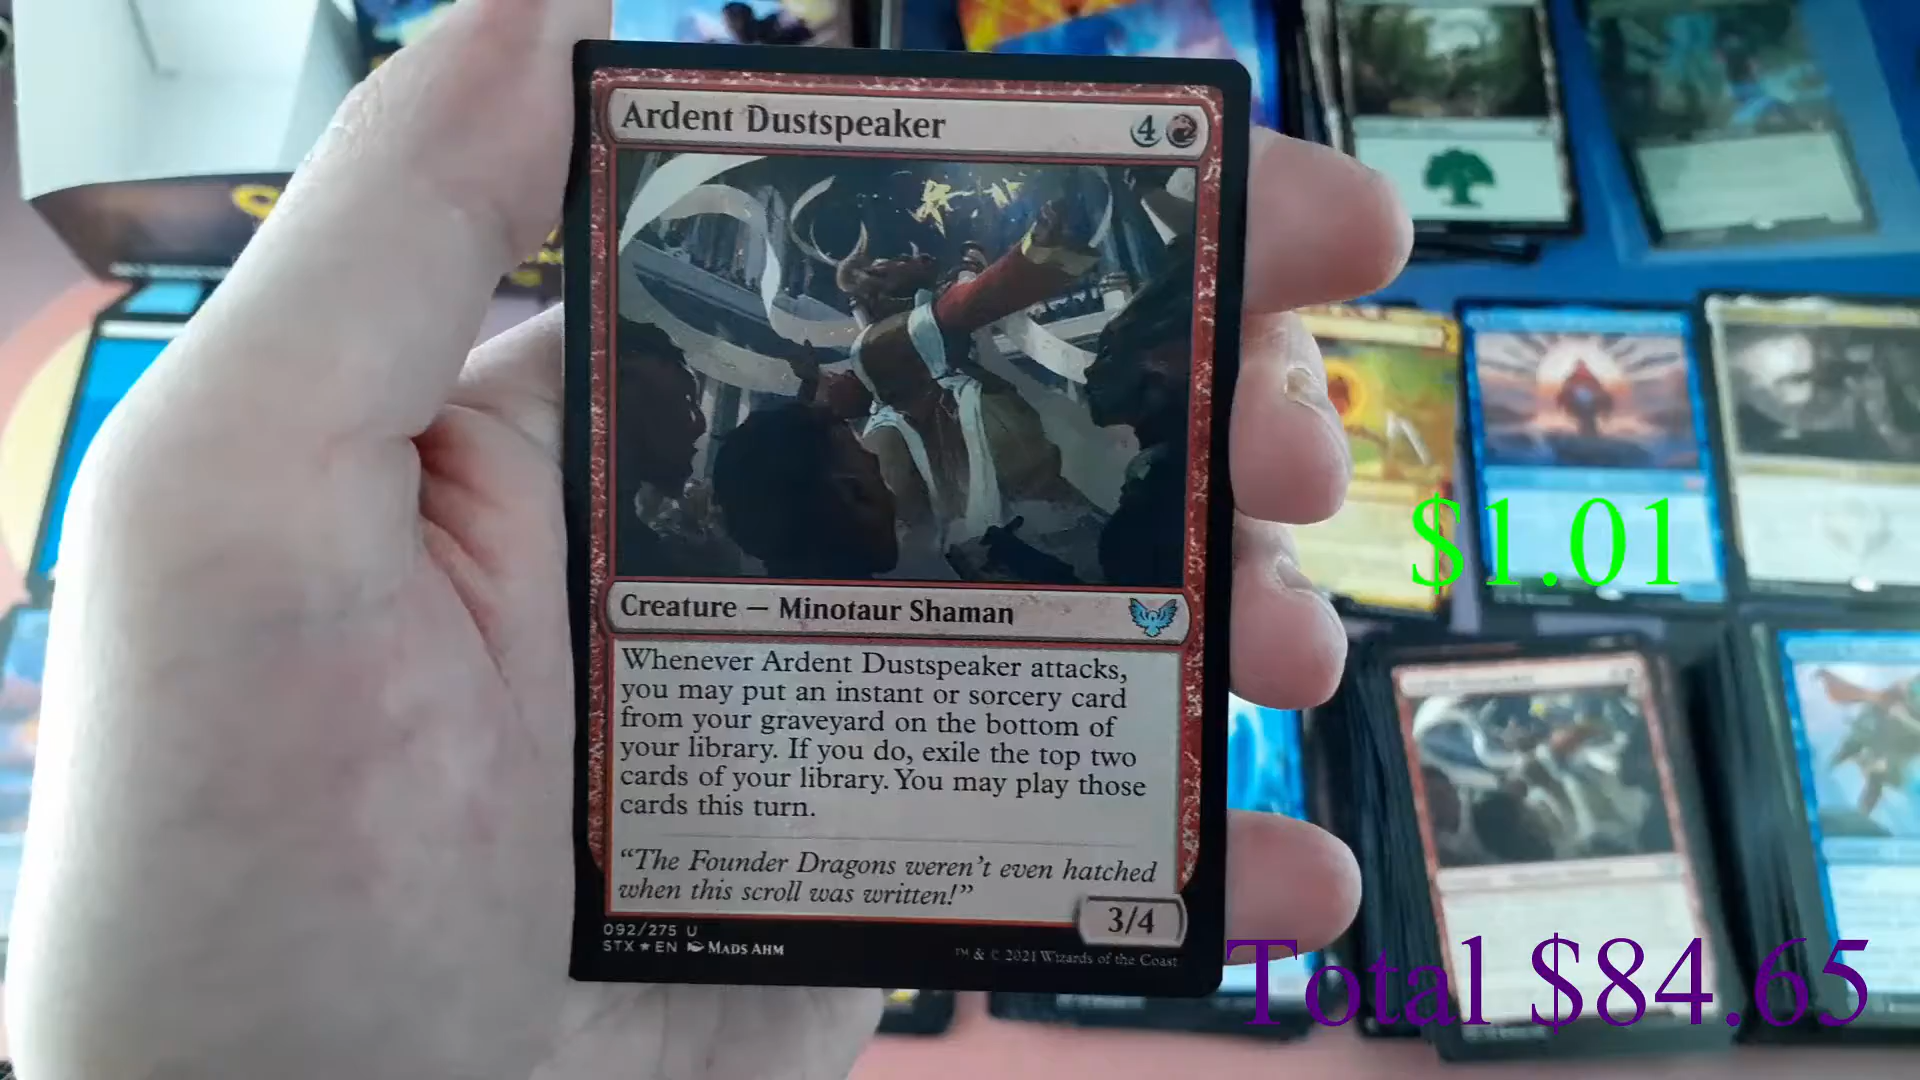 Ardent Dustspeaker
4
Creature — Minotaur Shaman
Whenever Ardent Dustspeaker attacks,
you may put an instant or sorcery card
from your graveyard on the bottom of
your library. If you do, exile the top two
cards of your library. You may play those
cards this turn.
“The Founder Dragons weren’t even hatched
when this scroll was written!”
3/4
092/275 U
STX ★ EN Mads Ahm
™ & © 2021 Wizards of the Coast
$1.01
Total $84.65